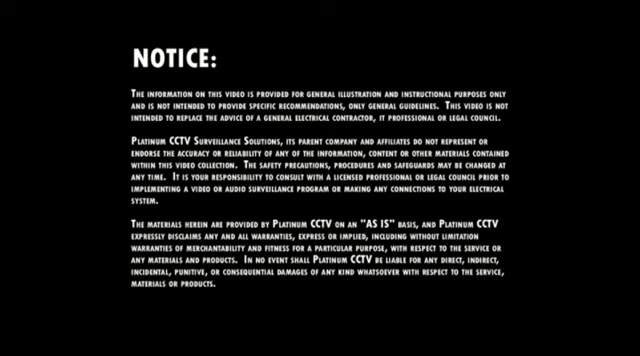 NOTICE:
THE INFORMATION ON THIS VIDEO IS PROVIDED FOR GENERAL ILLUSTRATION AND INSTRUCTIONAL PURPOSES ONLY
AND IS NOT INTENDED TO PROVIDE SPECIFIC RECOMMENDATIONS, ONLY GENERAL GUIDELINES. THIS VIDEO IS NOT
INTENDED TO REPLACE THE ADVICE OF A GENERAL ELECTRICAL CONTRACTOR, IT PROFESSIONAL OR LEGAL COUNCIL.
PLATINUM CCTV SURVEILLANCE SOLUTIONS, ITS PARENT COMPANY AND AFFILIATES DO NOT REPRESENT OR
ENDORSE THE ACCURACY OR RELIABILITY OF ANY OF THE INFORMATION, CONTENT OR OTHER MATERIALS CONTAINED
WITHIN THIS VIDEO COLLECTION. THE SAFETY PRECAUTIONS, PROCEDURES AND SAFEGUARDS MAY BE CHANGED AT
ANY TIME. IT IS YOUR RESPONSIBILITY TO CONSULT WITH A LICENSED PROFESSIONAL OR LEGAL COUNCIL PRIOR TO
IMPLEMENTING A VIDEO OR AUDIO SURVEILLANCE PROGRAM OR MAKING ANY CONNECTIONS TO YOUR ELECTRICAL
SYSTEM.
THE MATERIALS HEREIN ARE PROVIDED BY PLATINUM CCTV ON AN "AS IS" BASIS, AND PLATINUM CCTV
EXPRESSLY DISCLAIMS ANY AND ALL WARRANTIES, EXPRESS OR IMPLIED, INCLUDING WITHOUT LIMITATION
WARRANTIES OF MERCHANTABILITY AND FITNESS FOR A PARTICULAR PURPOSE, WITH RESPECT TO THE SERVICE OR
ANY MATERIALS AND PRODUCTS. IN NO EVENT SHALL PLATINUM CCTV BE LIABLE FOR ANY DIRECT, INDIRECT,
INCIDENTAL, PUNITIVE, OR CONSEQUENTIAL DAMAGES OF ANY KIND WHATSOEVER WITH RESPECT TO THE SERVICE,
MATERIALS OR PRODUCTS.